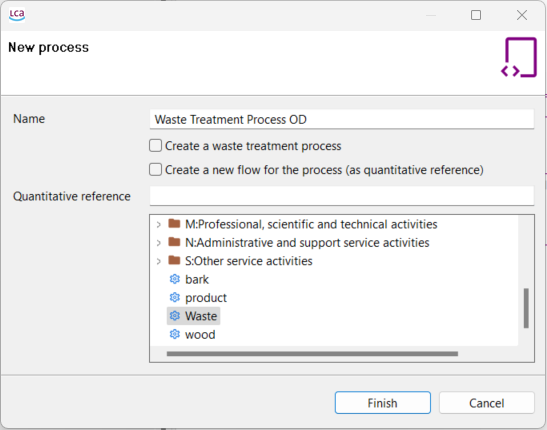 LCA
New process
Name
Waste Treatment Process OD
Create a waste treatment process
Create a new flow for the process (as quantitative reference)
Quantitative reference
M:Professional, scientific and technical activities
N:Administrative and support service activities
S:Other service activities
bark
product
Waste
wood
Finish
Cancel